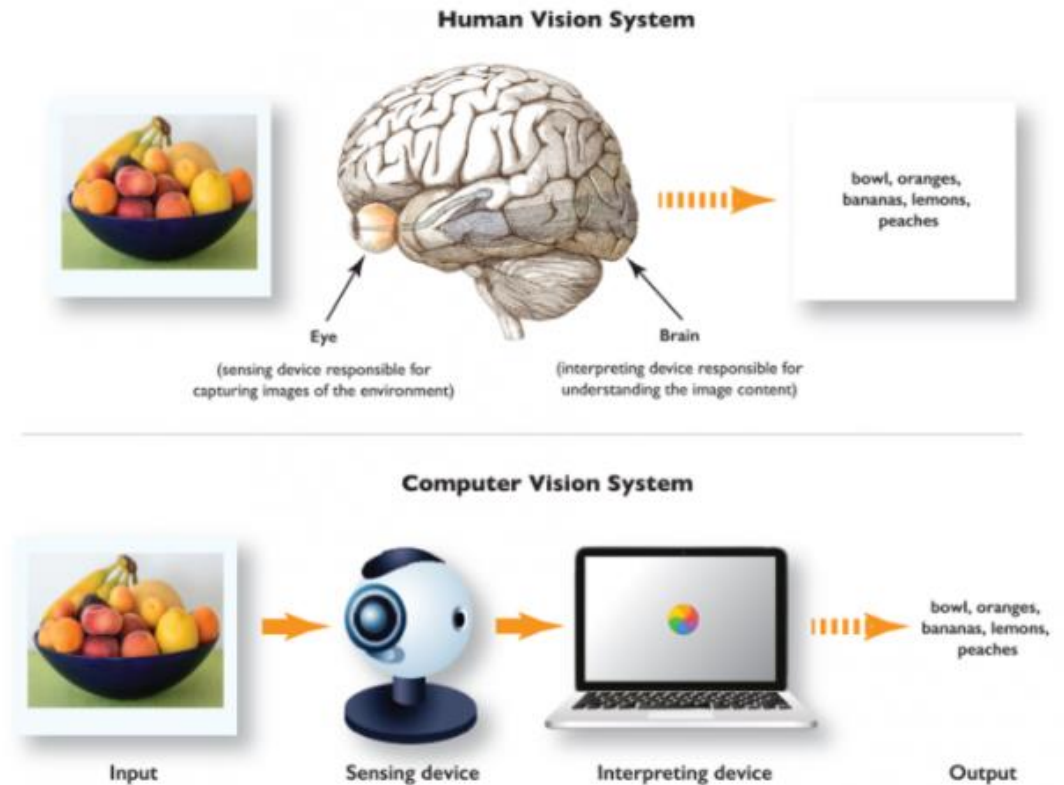 Human Vision System
bowl, oranges,
bananas, lemons,
peaches
Eye
(sensing device responsible for
capturing images of the environment)
Brain
(interpreting device responsible for
understanding the image content)
Computer Vision System
bowl, oranges,
bananas, lemons,
peaches
Input
Sensing device
Interpreting device
Output